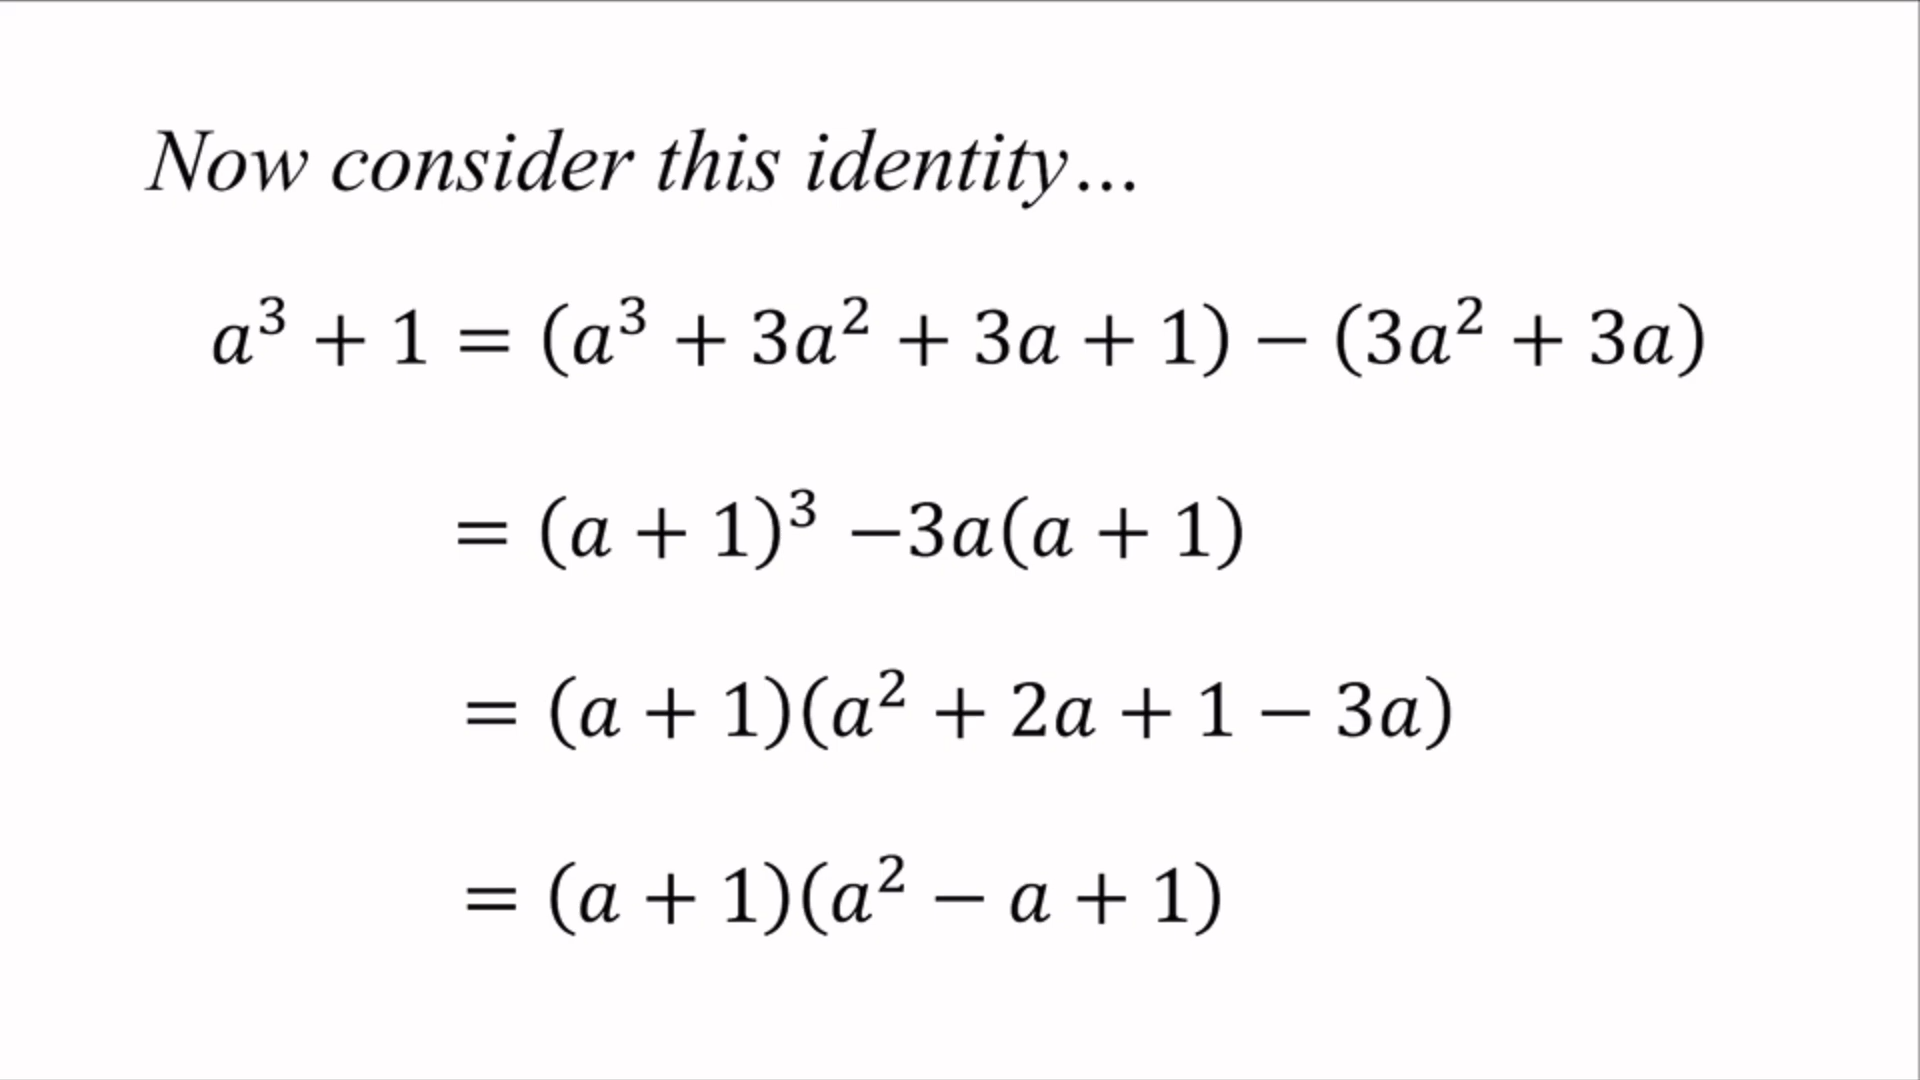 Now consider this identity...
a³ + 1 = (a³ + 3a² + 3a + 1) − (3a² + 3a)
= (a + 1)³ −3a(a + 1)
= (a + 1)(a² + 2a + 1 − 3a)
= (a + 1)(a² − a + 1)